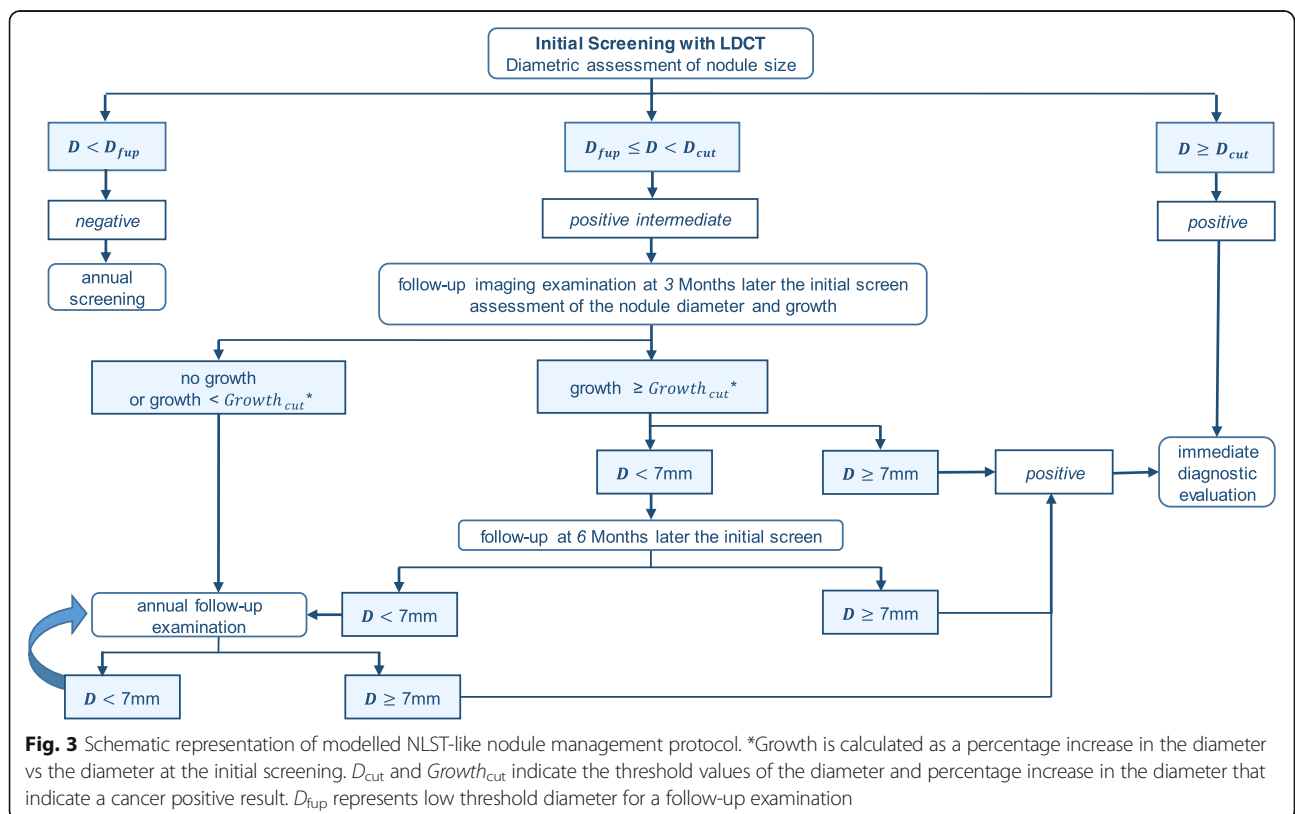 Initial Screening with LDCT
Diametric assessment of nodule size
D < Dfup
Dfup ≤ D < Dcut
D ≥ Dcut
negative
positive intermediate
positive
annual
screening
follow-up imaging examination at 3 Months later the initial screen
assessment of the nodule diameter and growth
no growth
or growth < Growthcut*
growth ≥ Growthcut*
D < 7mm
D ≥ 7mm
positive
immediate
diagnostic
evaluation
follow-up at 6 Months later the initial screen
annual follow-up
examination
D < 7mm
D ≥ 7mm
D < 7mm
D ≥ 7mm
Fig. 3 Schematic representation of modelled NLST-like nodule management protocol. *Growth is calculated as a percentage increase in the diameter
vs the diameter at the initial screening. Dcut and Growthcut indicate the threshold values of the diameter and percentage increase in the diameter that
indicate a cancer positive result. Dfup represents low threshold diameter for a follow-up examination